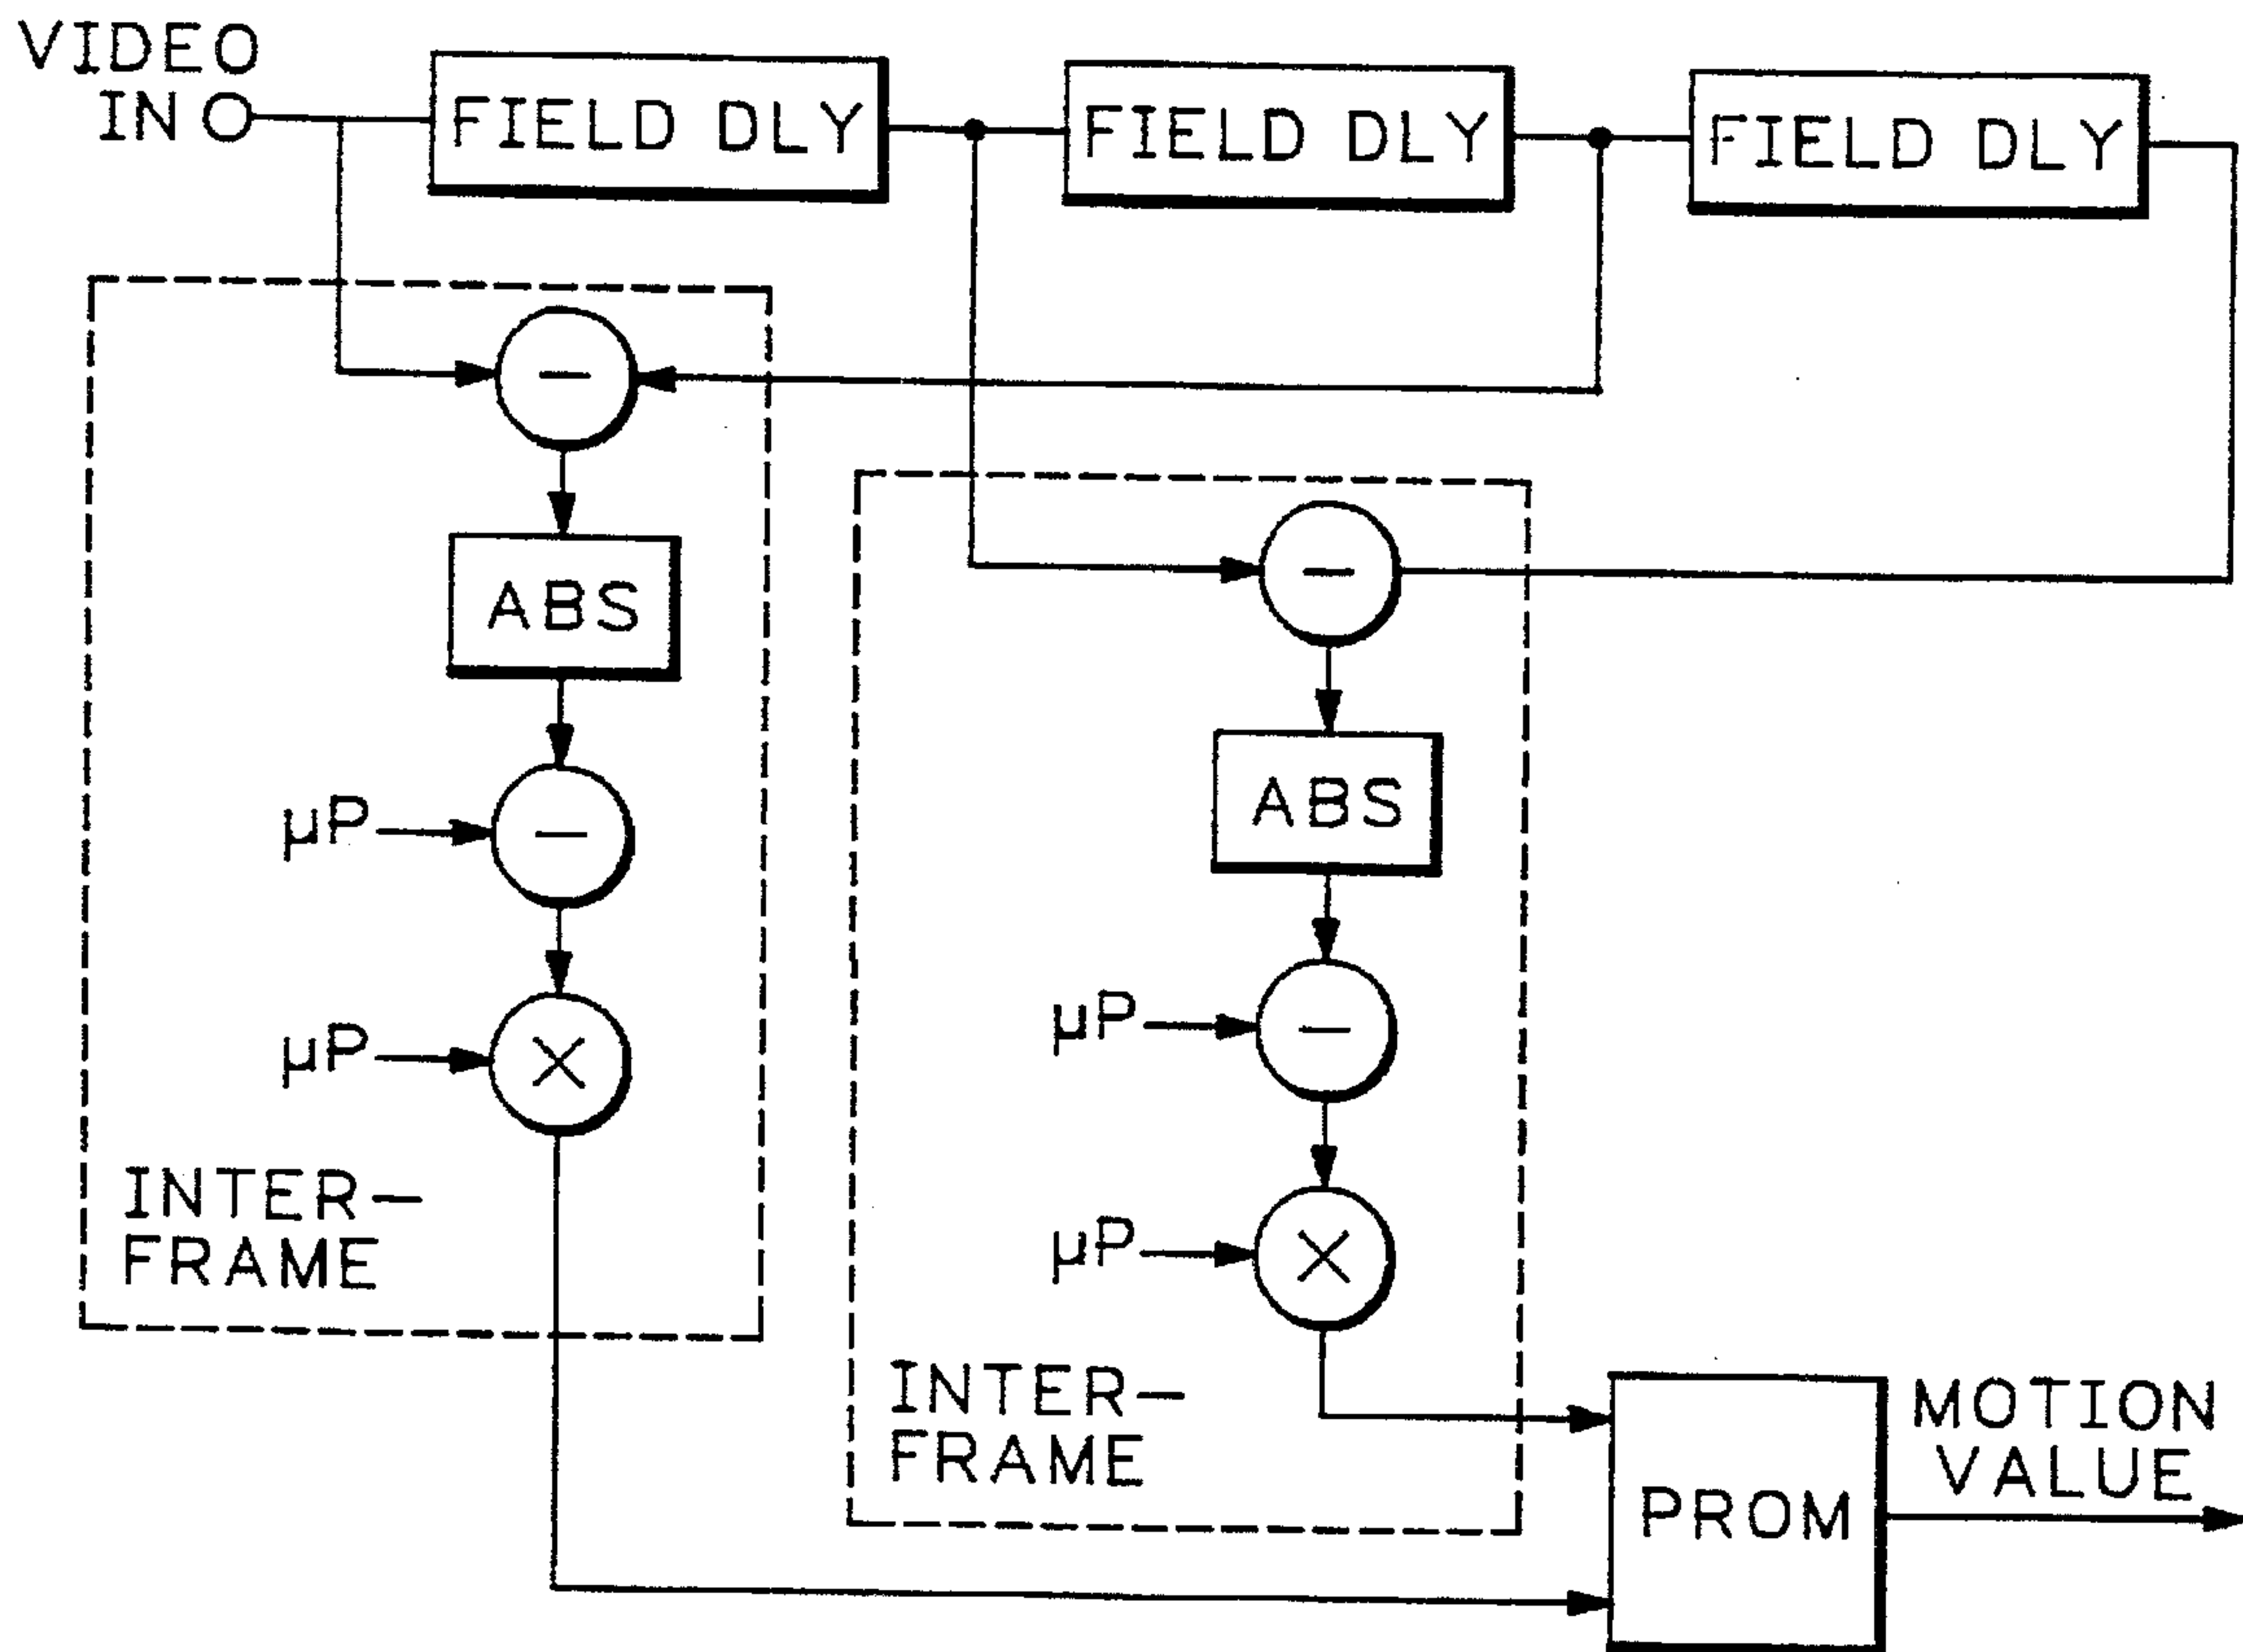 VIDEO
IN
FIELD DLY
FIELD DLY
FIELD DLY
−
ABS
µP
−
µP
×
INTER−
FRAME
−
ABS
µP
−
µP
×
INTER−
FRAME
PROM
MOTION
VALUE